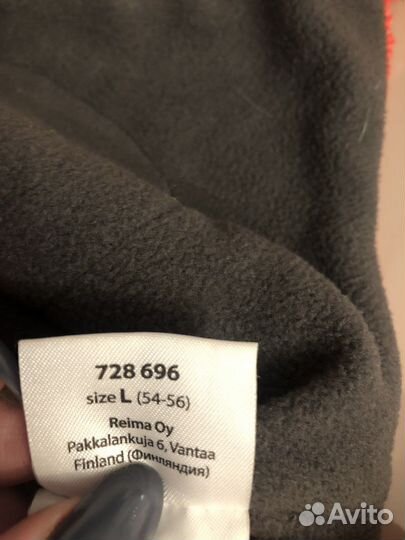 728 696
size L (54-56)
Reima Oy
Pakkalankuja 6, Vantaa
Finland (Финляндия)
Avito